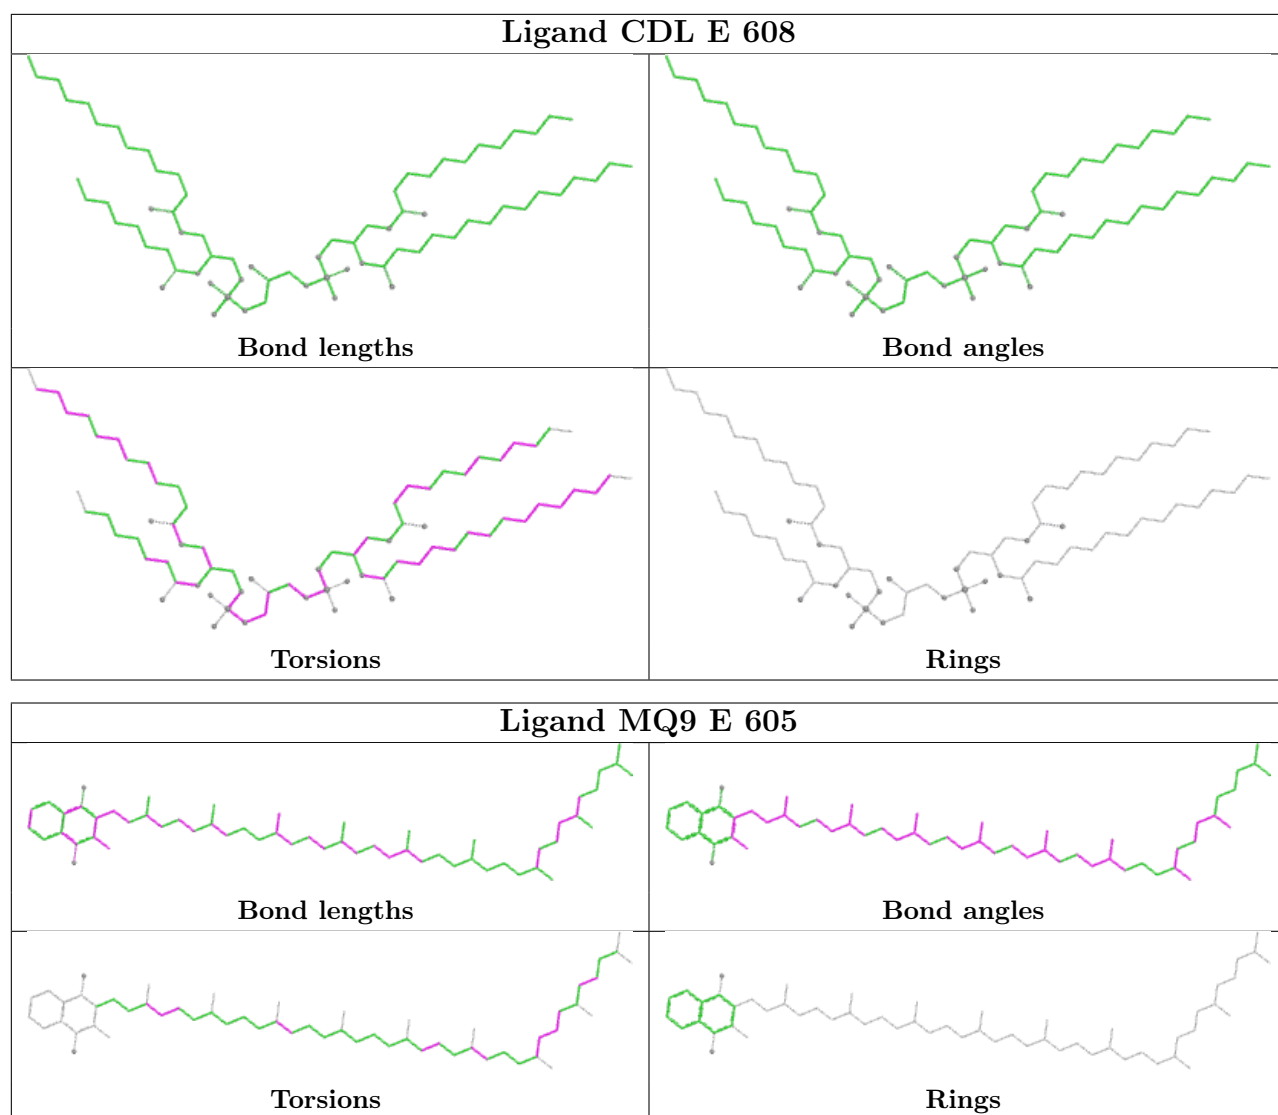 Ligand CDL E 608
Bond lengths
Bond angles
Torsions
Rings
Ligand MQ9 E 605
Bond lengths
Bond angles
Torsions
Rings